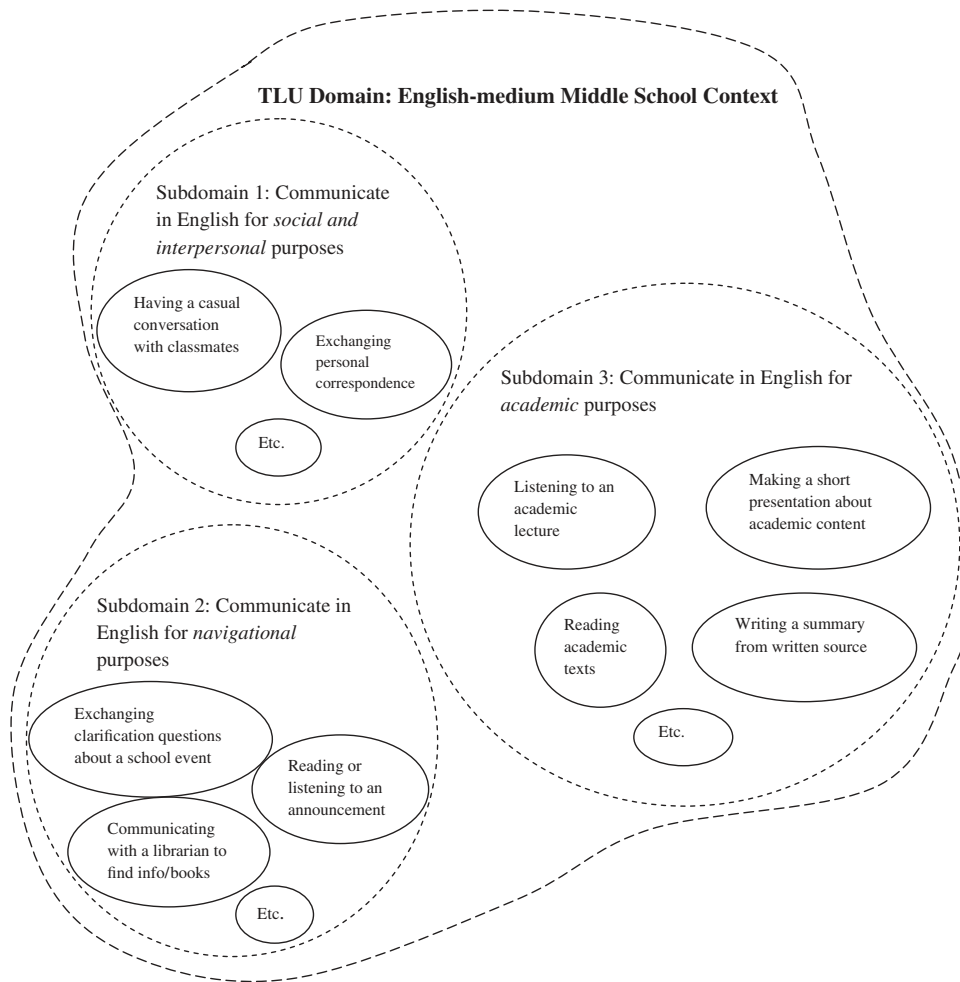 TLU Domain: English-medium Middle School Context
Subdomain 1: Communicate
in English for social and
interpersonal purposes
Having a casual
conversation
with classmates
Exchanging
personal
correspondence
Etc.
Subdomain 3: Communicate in English for
academic purposes
Listening to an
academic
lecture
Making a short
presentation about
academic content
Reading
academic
texts
Writing a summary
from written source
Etc.
Subdomain 2: Communicate in
English for navigational
purposes
Exchanging
clarification questions
about a school event
Reading or
listening to an
announcement
Communicating
with a librarian to
find info/books
Etc.